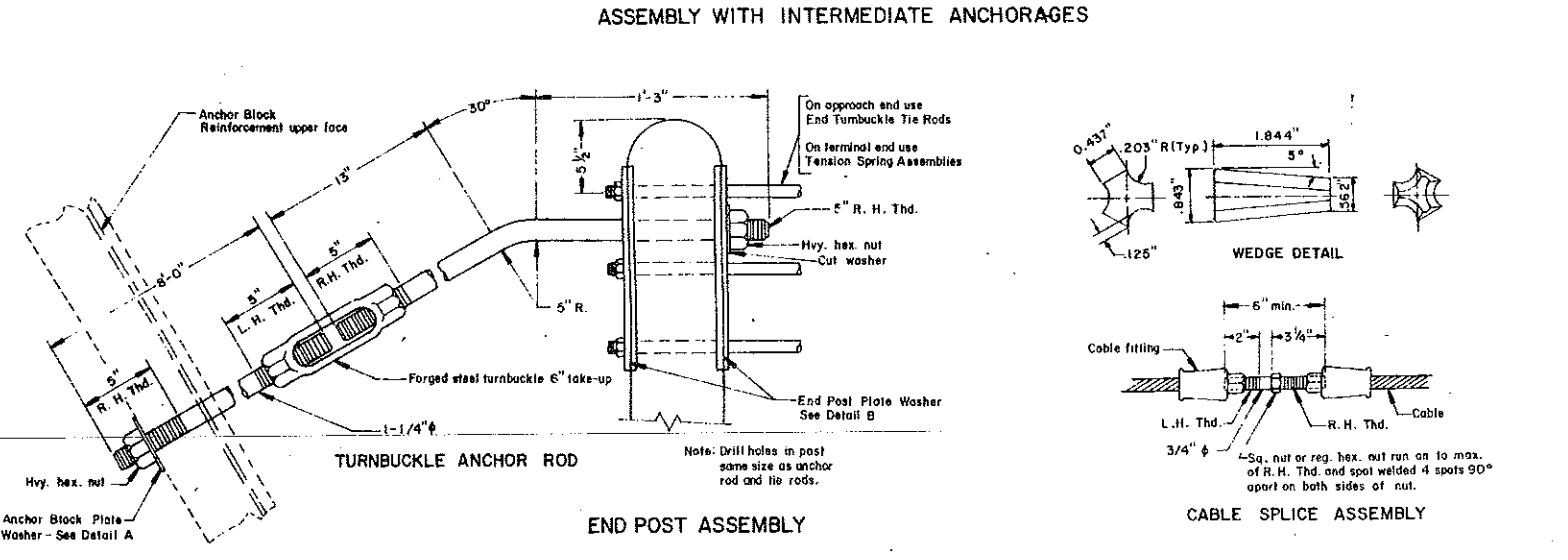 ASSEMBLY WITH INTERMEDIATE ANCHORAGES
Anchor Block
Reinforcement upper face
30°
1'-3"
On approach end use
End Turnbuckle Tie Rods
On terminal end use
Tension Spring Assemblies
5 1/2"
13"
5" R. H. Thd.
Hvy. hex. nut
Cut washer
8'-0"
5"
R.H. Thd.
5"
L. H. Thd.
5" R.
5"
R. H. Thd.
Forged steel turnbuckle 6" take-up
End Post Plate Washer
See Detail B
1-1/4" ϕ
TURNBUCKLE ANCHOR ROD
Note: Drill holes in post
same size as anchor
rod and tie rods.
Hvy. hex. nut
Anchor Block Plate
Washer - See Detail A
END POST ASSEMBLY
0.437"
.203" R (Typ.)
1.844"
5°
.843"
.562"
.125"
WEDGE DETAIL
6" min.
2"
3 1/4"
Cable fitting
Cable
L.H. Thd.
R. H. Thd.
3/4" ϕ
Sq. nut or reg. hex. nut run on to max.
of R. H. Thd. and spot welded 4 spots 90°
apart on both sides of nut.
CABLE SPLICE ASSEMBLY